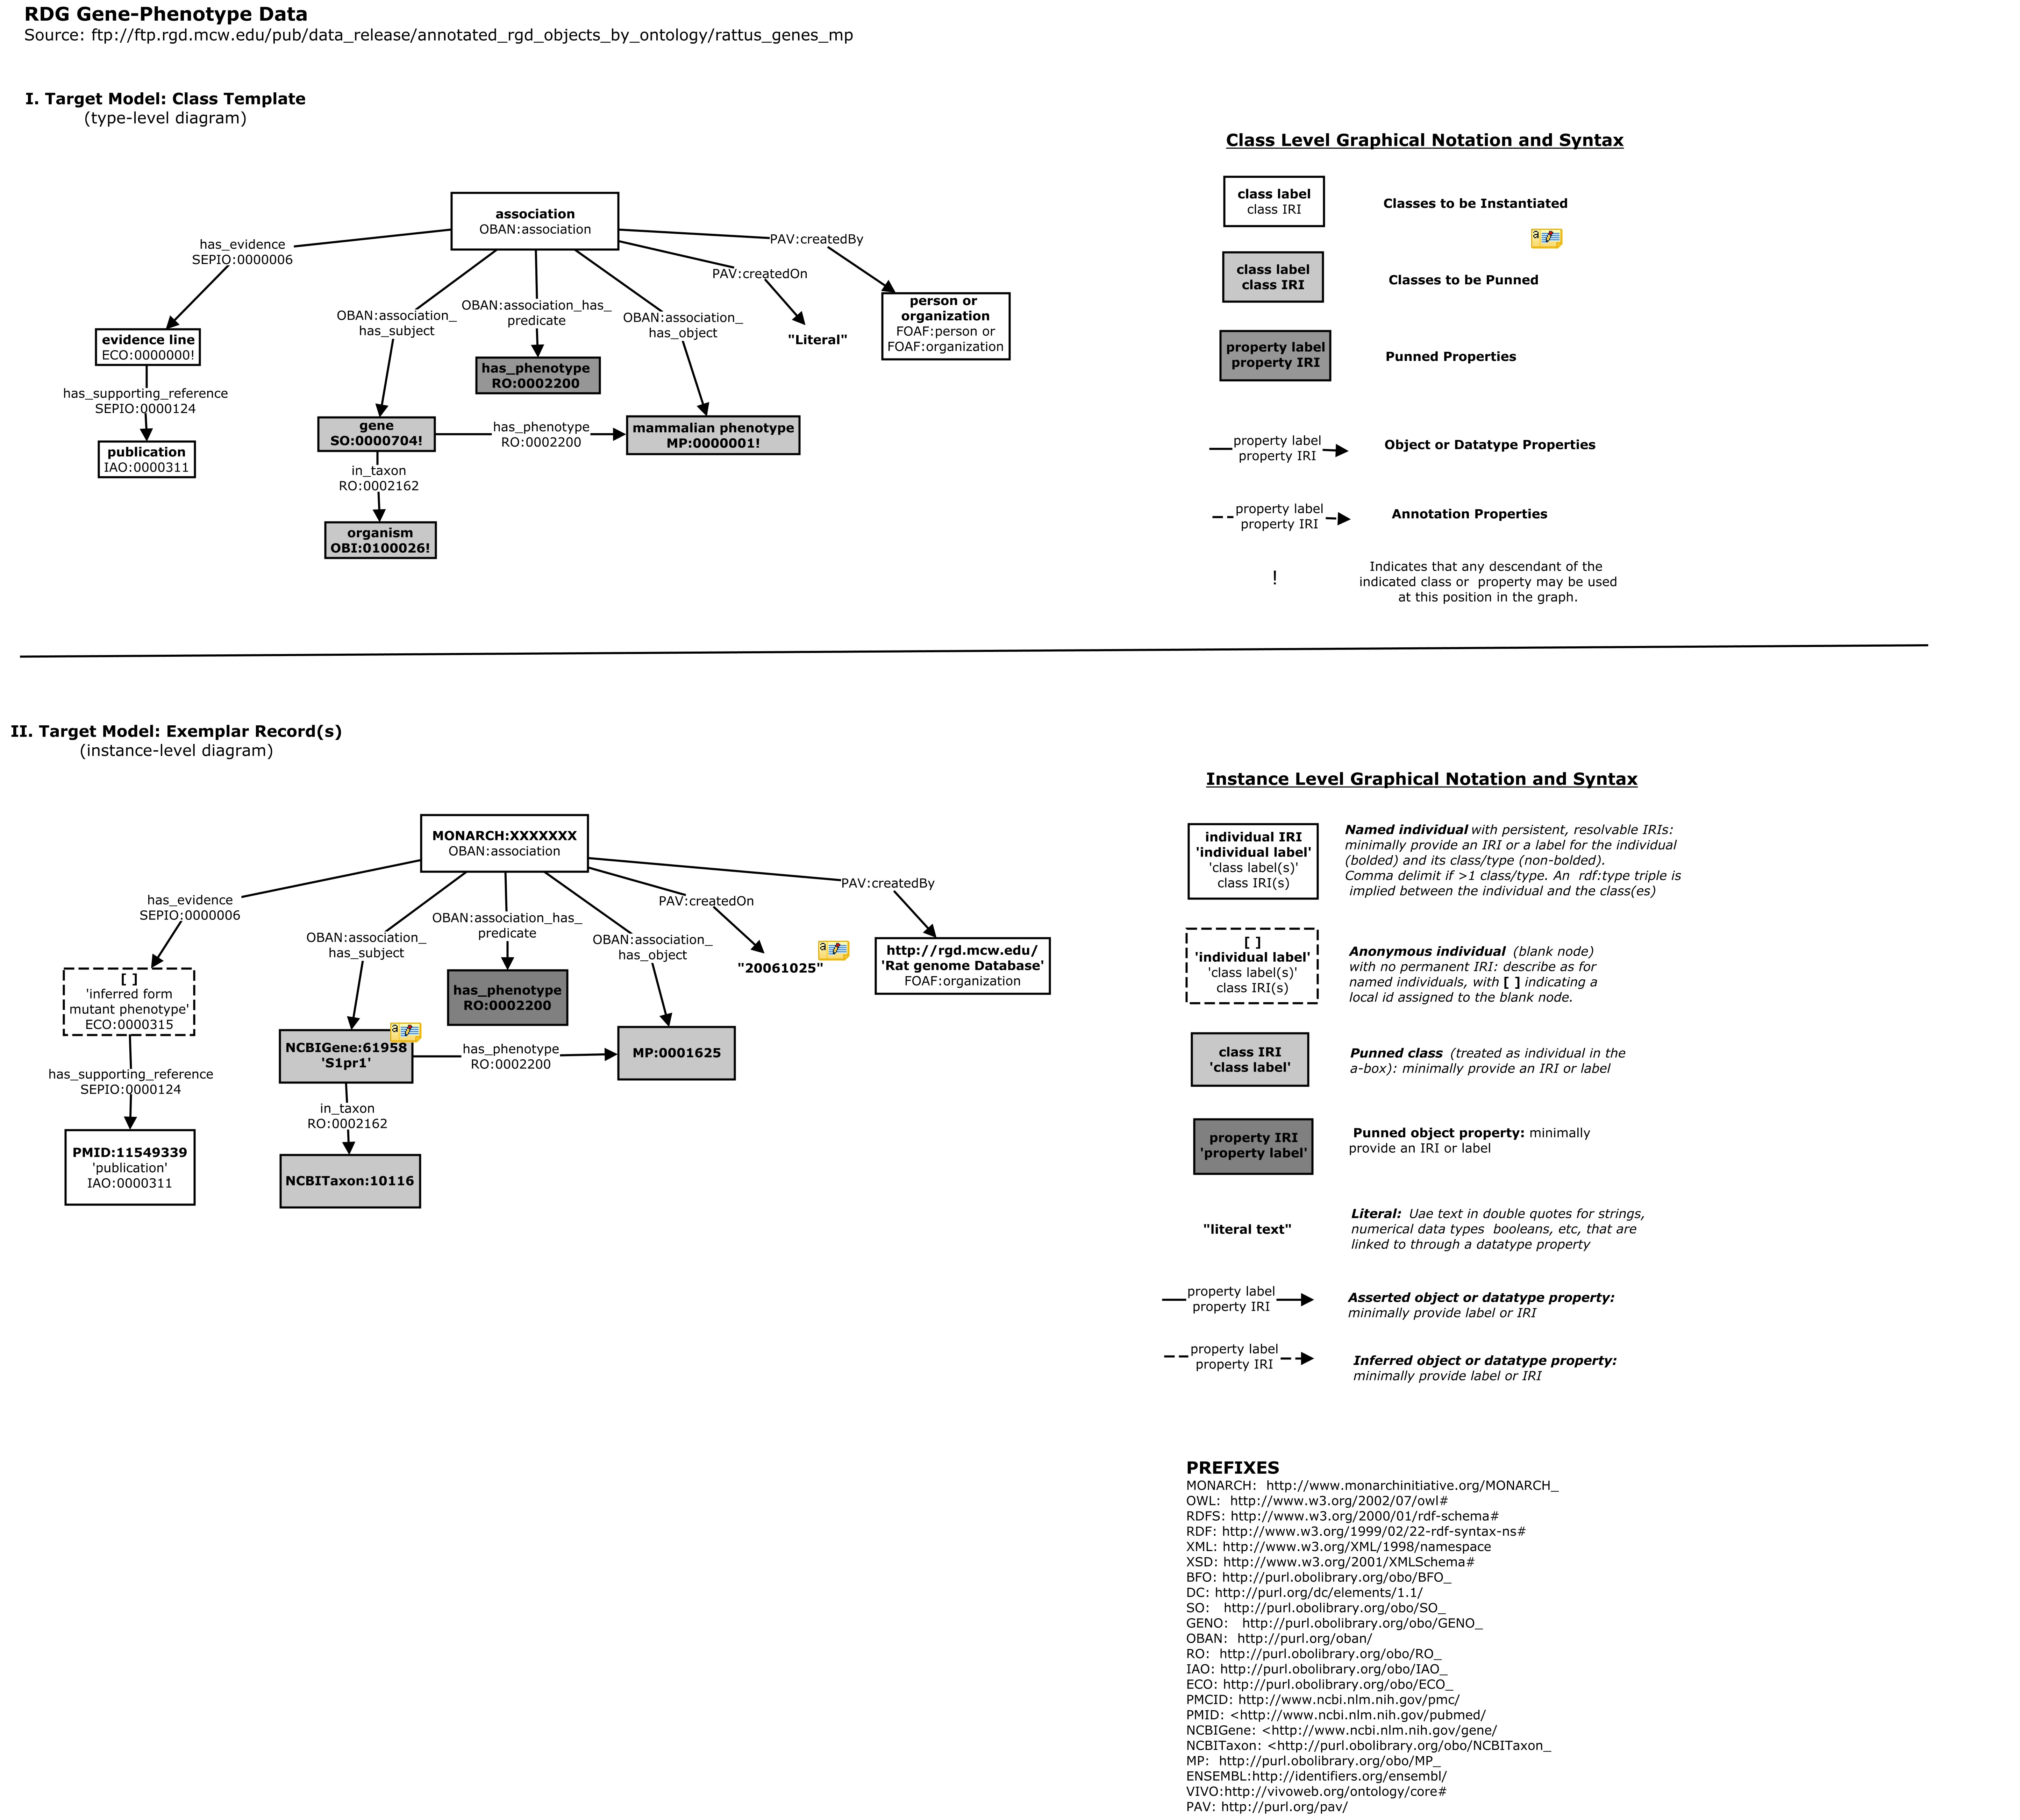 RDG Gene-Phenotype Data
Source: ftp://ftp.rgd.mcw.edu/pub/data_release/annotated_rgd_objects_by_ontology/rattus_genes_mp
I. Target Model: Class Template
(type-level diagram)
association
OBAN:association
has_evidence
SEPIO:0000006
OBAN:association_
has_subject
OBAN:association_has_
predicate
OBAN:association_
has_object
PAV:createdOn
PAV:createdBy
evidence line
ECO:0000000!
has_supporting_reference
SEPIO:0000124
publication
IAO:0000311
has_phenotype
RO:0002200
"Literal"
person or
organization
FOAF:person or
FOAF:organization
gene
SO:0000704!
has_phenotype
RO:0002200
mammalian phenotype
MP:0000001!
in_taxon
RO:0002162
organism
OBI:0100026!
Class Level Graphical Notation and Syntax
class label
class IRI
Classes to be Instantiated
a
class label
class IRI
Classes to be Punned
property label
property IRI
Punned Properties
property label
property IRI
Object or Datatype Properties
property label
property IRI
Annotation Properties
!
Indicates that any descendant of the
indicated class or  property may be used
at this position in the graph.
II. Target Model: Exemplar Record(s)
(instance-level diagram)
MONARCH:XXXXXXX
OBAN:association
has_evidence
SEPIO:0000006
OBAN:association_
has_subject
OBAN:association_has_
predicate
OBAN:association_
has_object
PAV:createdOn
PAV:createdBy
[ ]
'inferred form
mutant phenotype'
ECO:0000315
has_supporting_reference
SEPIO:0000124
PMID:11549339
'publication'
IAO:0000311
has_phenotype
RO:0002200
"20061025"
a
http://rgd.mcw.edu/
'Rat genome Database'
FOAF:organization
a
NCBIGene:61958
'S1pr1'
has_phenotype
RO:0002200
MP:0001625
in_taxon
RO:0002162
NCBITaxon:10116
Instance Level Graphical Notation and Syntax
individual IRI
'individual label'
'class label(s)'
class IRI(s)
Named individual with persistent, resolvable IRIs:
minimally provide an IRI or a label for the individual
(bolded) and its class/type (non-bolded).
Comma delimit if >1 class/type. An  rdf:type triple is
implied between the individual and the class(es)
[ ]
'individual label'
'class label(s)'
class IRI(s)
Anonymous individual  (blank node)
with no permanent IRI: describe as for
named individuals, with [ ] indicating a
local id assigned to the blank node.
class IRI
'class label'
Punned class  (treated as individual in the
a-box): minimally provide an IRI or label
property IRI
'property label'
Punned object property: minimally
provide an IRI or label
"literal text"
Literal:  Uae text in double quotes for strings,
numerical data types  booleans, etc, that are
linked to through a datatype property
property label
property IRI
Asserted object or datatype property:
minimally provide label or IRI
property label
property IRI
Inferred object or datatype property:
minimally provide label or IRI
PREFIXES
MONARCH:  http://www.monarchinitiative.org/MONARCH_
OWL:  http://www.w3.org/2002/07/owl#
RDFS: http://www.w3.org/2000/01/rdf-schema#
RDF: http://www.w3.org/1999/02/22-rdf-syntax-ns#
XML: http://www.w3.org/XML/1998/namespace
XSD: http://www.w3.org/2001/XMLSchema#
BFO: http://purl.obolibrary.org/obo/BFO_
DC: http://purl.org/dc/elements/1.1/
SO:   http://purl.obolibrary.org/obo/SO_
GENO:   http://purl.obolibrary.org/obo/GENO_
OBAN:  http://purl.org/oban/
RO:  http://purl.obolibrary.org/obo/RO_
IAO: http://purl.obolibrary.org/obo/IAO_
ECO: http://purl.obolibrary.org/obo/ECO_
PMCID: http://www.ncbi.nlm.nih.gov/pmc/
PMID: <http://www.ncbi.nlm.nih.gov/pubmed/
NCBIGene: <http://www.ncbi.nlm.nih.gov/gene/
NCBITaxon: <http://purl.obolibrary.org/obo/NCBITaxon_
MP:  http://purl.obolibrary.org/obo/MP_
ENSEMBL:http://identifiers.org/ensembl/
VIVO:http://vivoweb.org/ontology/core#
PAV: http://purl.org/pav/